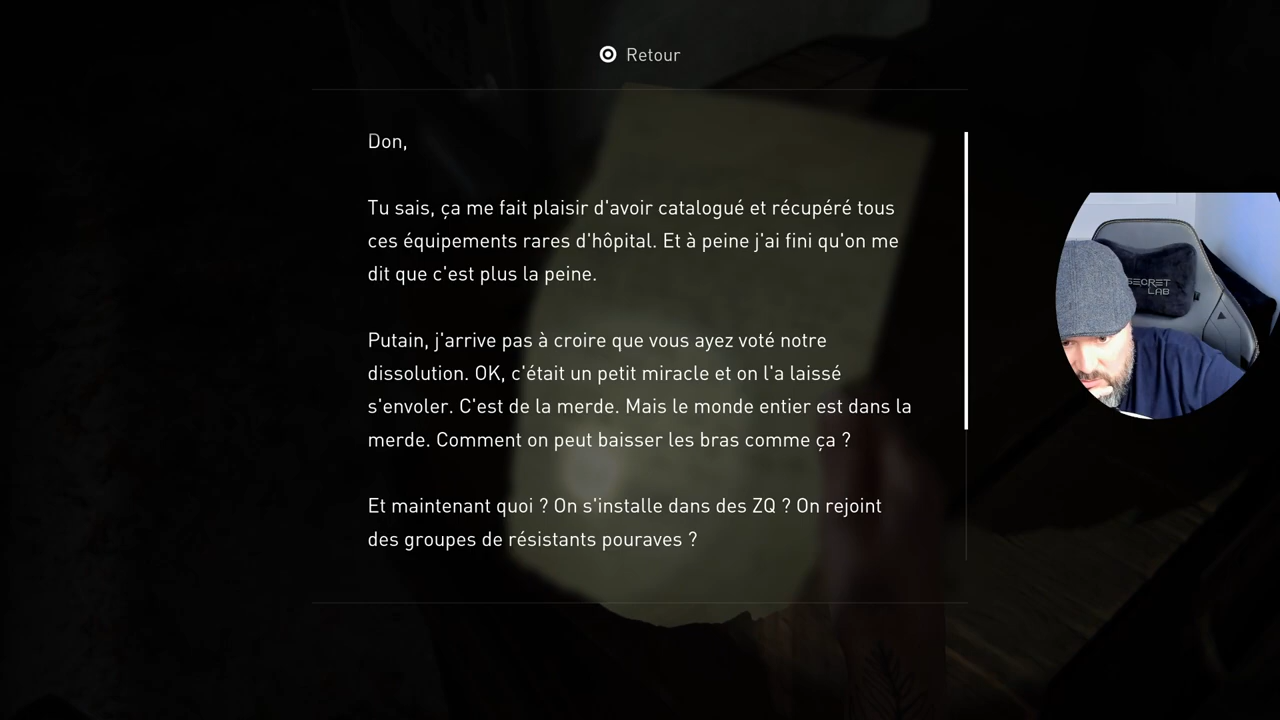 Retour
Don,
Tu sais, ça me fait plaisir d'avoir catalogué et récupéré tous
ces équipements rares d'hôpital. Et à peine j'ai fini qu'on me
dit que c'est plus la peine.
Putain, j'arrive pas à croire que vous ayez voté notre
dissolution. OK, c'était un petit miracle et on l'a laissé
s'envoler. C'est de la merde. Mais le monde entier est dans la
merde. Comment on peut baisser les bras comme ça ?
Et maintenant quoi ? On s'installe dans des ZQ ? On rejoint
des groupes de résistants pouraves ?
SECRET
LAB